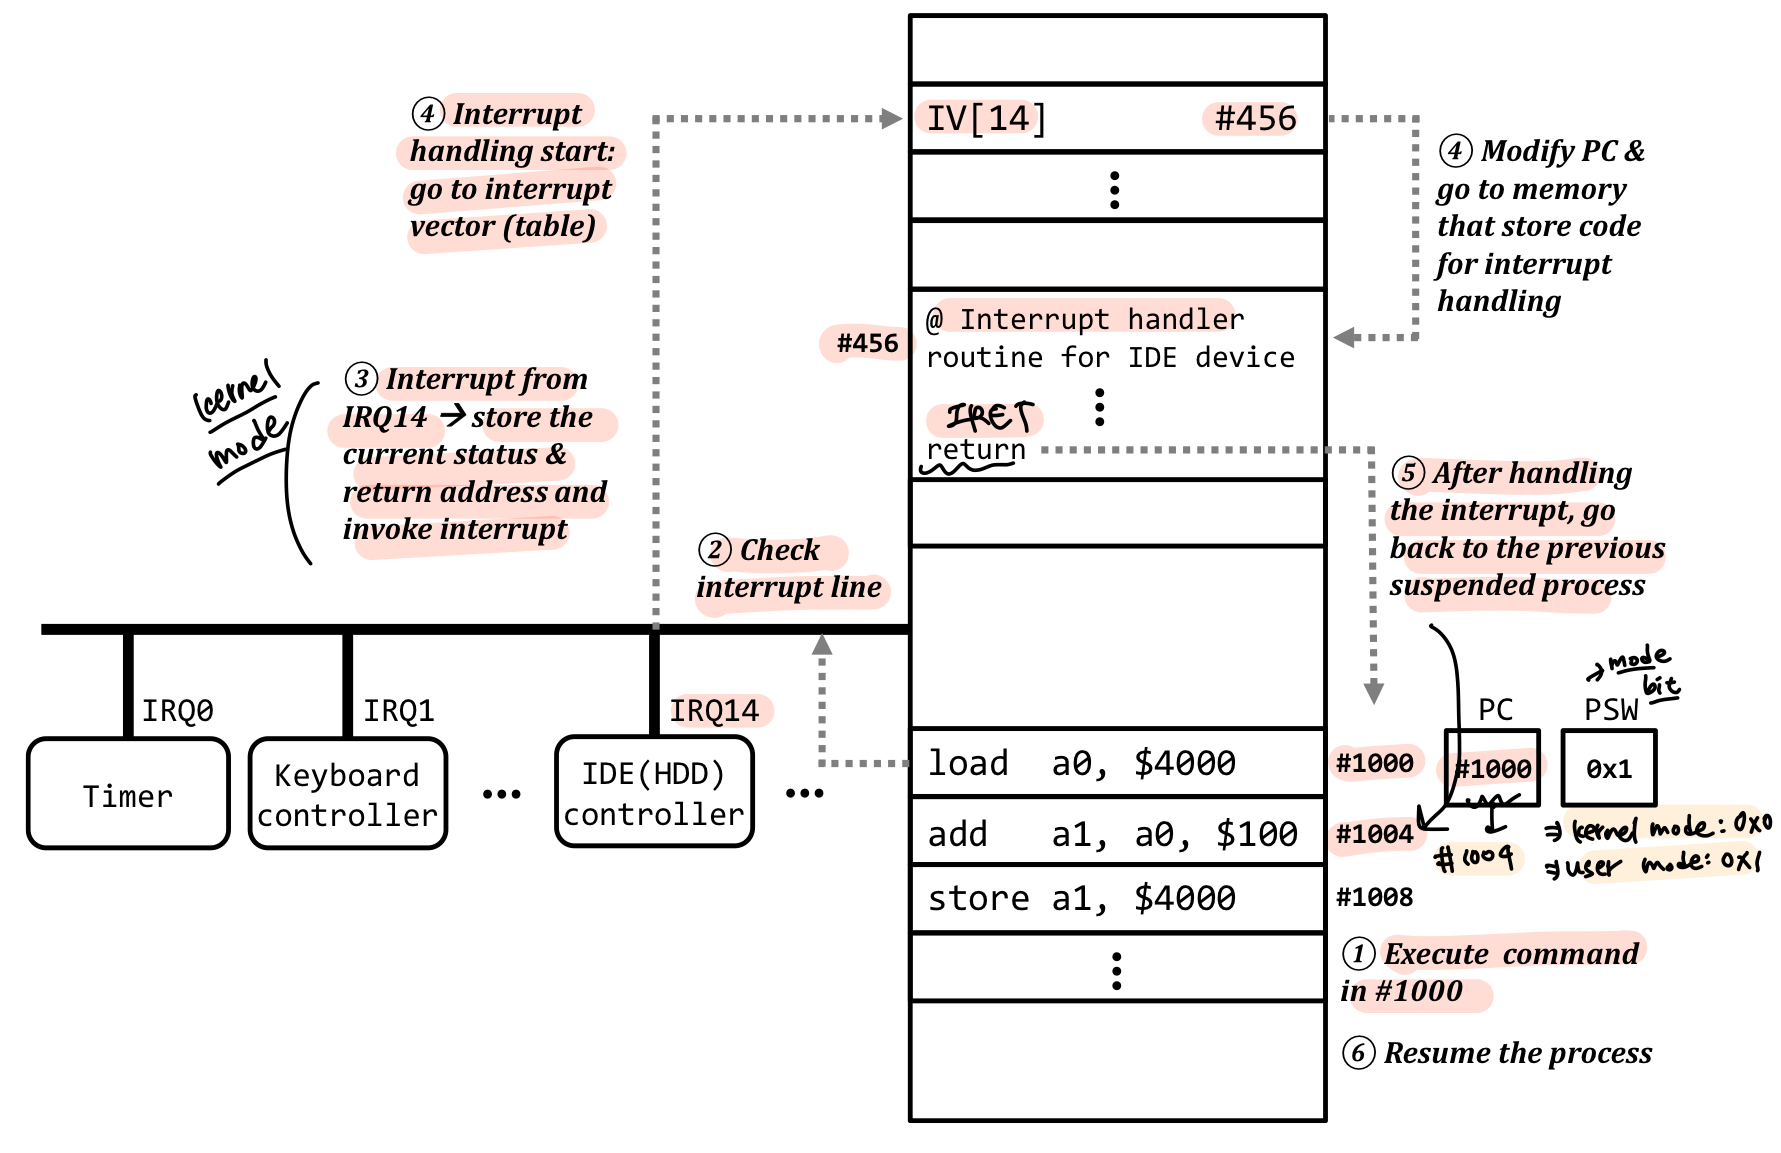 ④ Interrupt
handling start:
go to interrupt
vector (table)
IV[14] #456
④ Modify PC &
go to memory
that store code
for interrupt
handling
#456
@ Interrupt handler
routine for IDE device
IRET
return
kernel
mode
③ Interrupt from
IRQ14 → store the
current status &
return address and
invoke interrupt
② Check
interrupt line
⑤ After handling
the interrupt, go
back to the previous
suspended process
IRQ0
IRQ1
IRQ14
Timer
Keyboard
controller
...
IDE(HDD)
controller
...
→ mode
bit
PC
PSW
load a0, $4000
#1000
#1000
0x1
add a1, a0, $100
#1004
#1004
⇒ kernel mode: 0x0
⇒ user mode: 0x1
store a1, $4000
#1008
① Execute command
in #1000
⑥ Resume the process